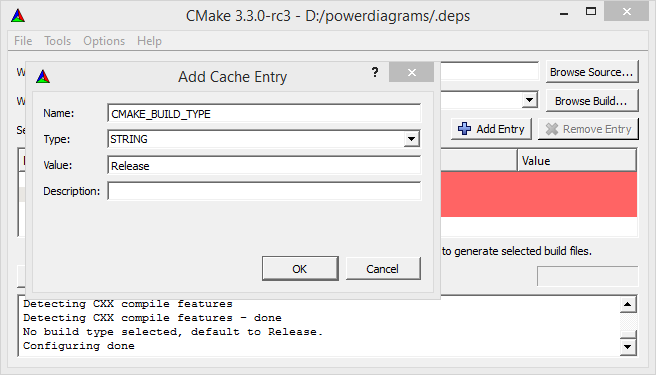 CMake 3.3.0-rc3 - D:/powerdiagrams/.deps
File Tools Options Help
Browse Source...
Browse Build...
Add Entry
Remove Entry
Value
to generate selected build files.
Add Cache Entry
?
Name: CMAKE_BUILD_TYPE
Type: STRING
Value: Release
Description:
OK Cancel
Detecting CXX compile features
Detecting CXX compile features - done
No build type selected, default to Release.
Configuring done